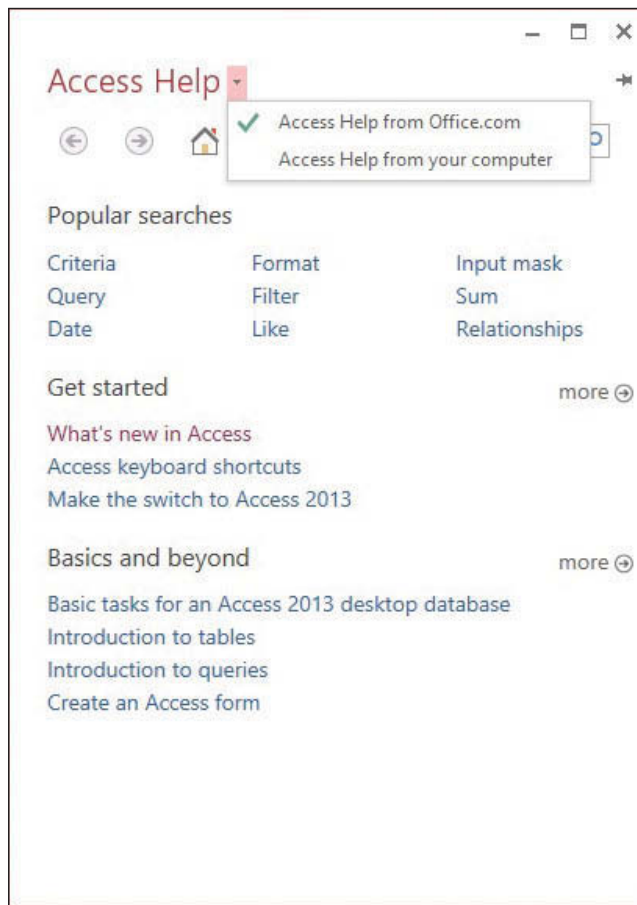 Access Help
Access Help from Office.com
Access Help from your computer
Popular searches
Criteria Format Input mask
Query Filter Sum
Date Like Relationships
Get started more
What's new in Access
Access keyboard shortcuts
Make the switch to Access 2013
Basics and beyond more
Basic tasks for an Access 2013 desktop database
Introduction to tables
Introduction to queries
Create an Access form